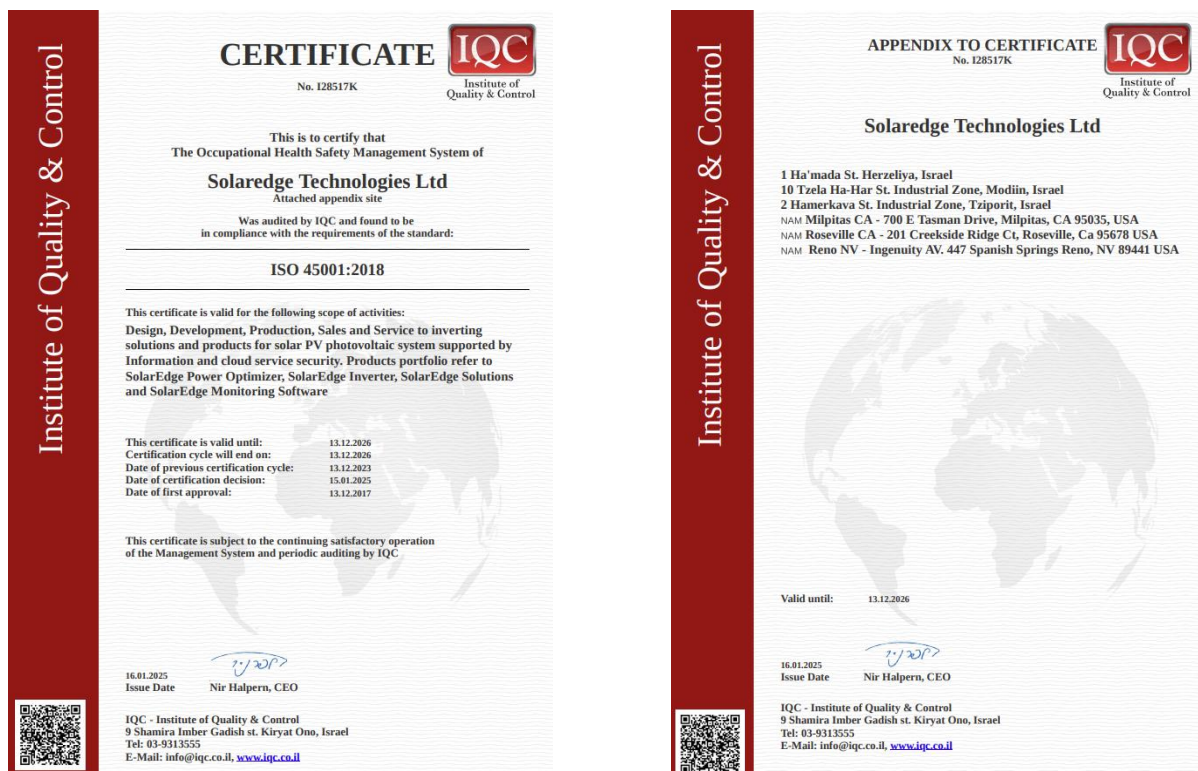 Institute of Quality & Control
CERTIFICATE
No. I28517K
IQC
Institute of
Quality & Control
This is to certify that
The Occupational Health Safety Management System of
Solaredge Technologies Ltd
Attached appendix site
Was audited by IQC and found to be
in compliance with the requirements of the standard:
ISO 45001:2018
This certificate is valid for the following scope of activities:
Design, Development, Production, Sales and Service to inverting
solutions and products for solar PV photovoltaic system supported by
Information and cloud service security. Products portfolio refer to
SolarEdge Power Optimizer, SolarEdge Inverter, SolarEdge Solutions
and SolarEdge Monitoring Software
This certificate is valid until: 13.12.2026
Certification cycle will end on: 13.12.2026
Date of previous certification cycle: 13.12.2023
Date of certification decision: 15.01.2025
Date of first approval: 13.12.2017
This certificate is subject to the continuing satisfactory operation
of the Management System and periodic auditing by IQC
16.01.2025
Issue Date Nir Halpern, CEO
IQC - Institute of Quality & Control
9 Shamira Imber Gadish st. Kiryat Ono, Israel
Tel: 03-9313555
E-Mail: info@iqc.co.il, www.iqc.co.il
Institute of Quality & Control
APPENDIX TO CERTIFICATE
No. I28517K
IQC
Institute of
Quality & Control
Solaredge Technologies Ltd
1 Ha'mada St. Herzeliya, Israel
10 Tzela Ha-Har St. Industrial Zone, Modiin, Israel
2 Hamerkava St. Industrial Zone, Tziporit, Israel
NAM Milpitas CA - 700 E Tasman Drive, Milpitas, CA 95035, USA
NAM Roseville CA - 201 Creekside Ridge Ct, Roseville, Ca 95678 USA
NAM Reno NV - Ingenuity AV. 447 Spanish Springs Reno, NV 89441 USA
Valid until: 13.12.2026
16.01.2025
Issue Date Nir Halpern, CEO
IQC - Institute of Quality & Control
9 Shamira Imber Gadish st. Kiryat Ono, Israel
Tel: 03-9313555
E-Mail: info@iqc.co.il, www.iqc.co.il